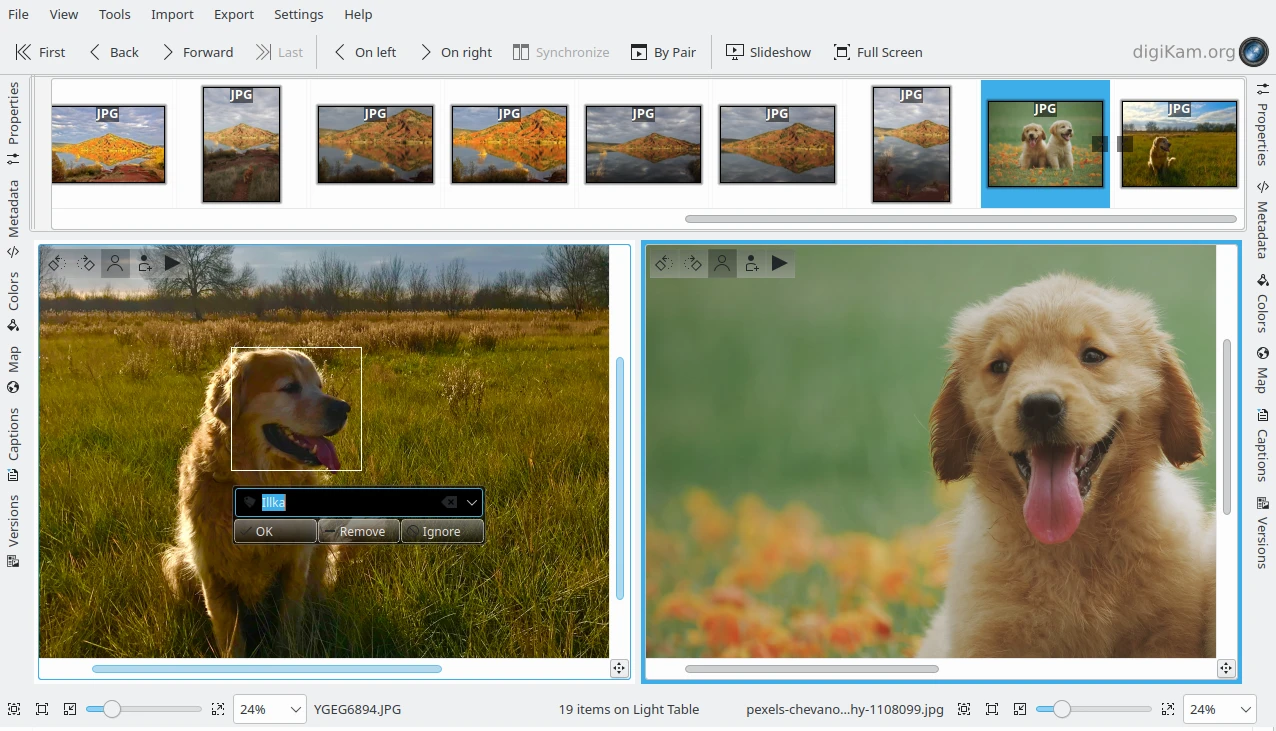 File View Tools Import Export Settings Help
First Back Forward Last On left On right Synchronize By Pair Slideshow Full Screen digiKam.org
Properties
Metadata
Colors
Map
Captions
Versions
JPG JPG JPG JPG JPG JPG JPG JPG JPG
Illka
OK Remove Ignore
Properties
Metadata
Colors
Map
Captions
Versions
24% YGEG6894.JPG 19 items on Light Table pexels-chevano...hy-1108099.jpg 24%